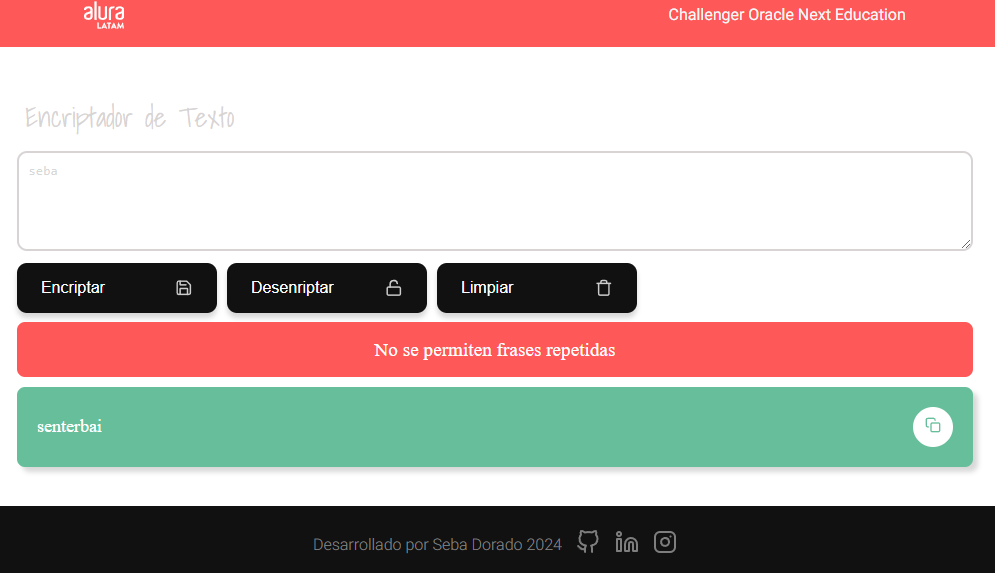 alura
LATAM
Challenger Oracle Next Education
Encriptador de Texto
seba
Encriptar
Desenriptar
Limpiar
No se permiten frases repetidas
senterbai
Desarrollado por Seba Dorado 2024